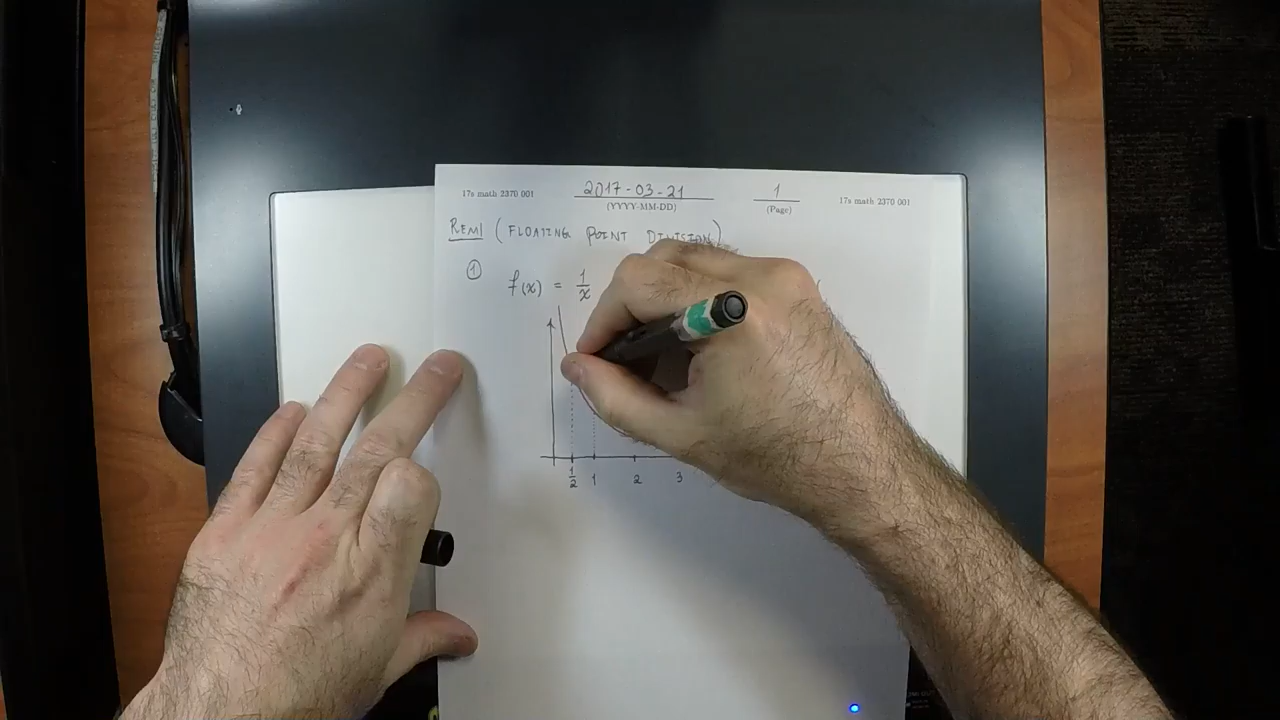 17s math 2370 001 2017-03-21 1 17s math 2370 001
(YYYY-MM-DD) (Page)
REM1 (FLOATING POINT DIVISION)
① f(x) = 1/x
1/2 1 2 3